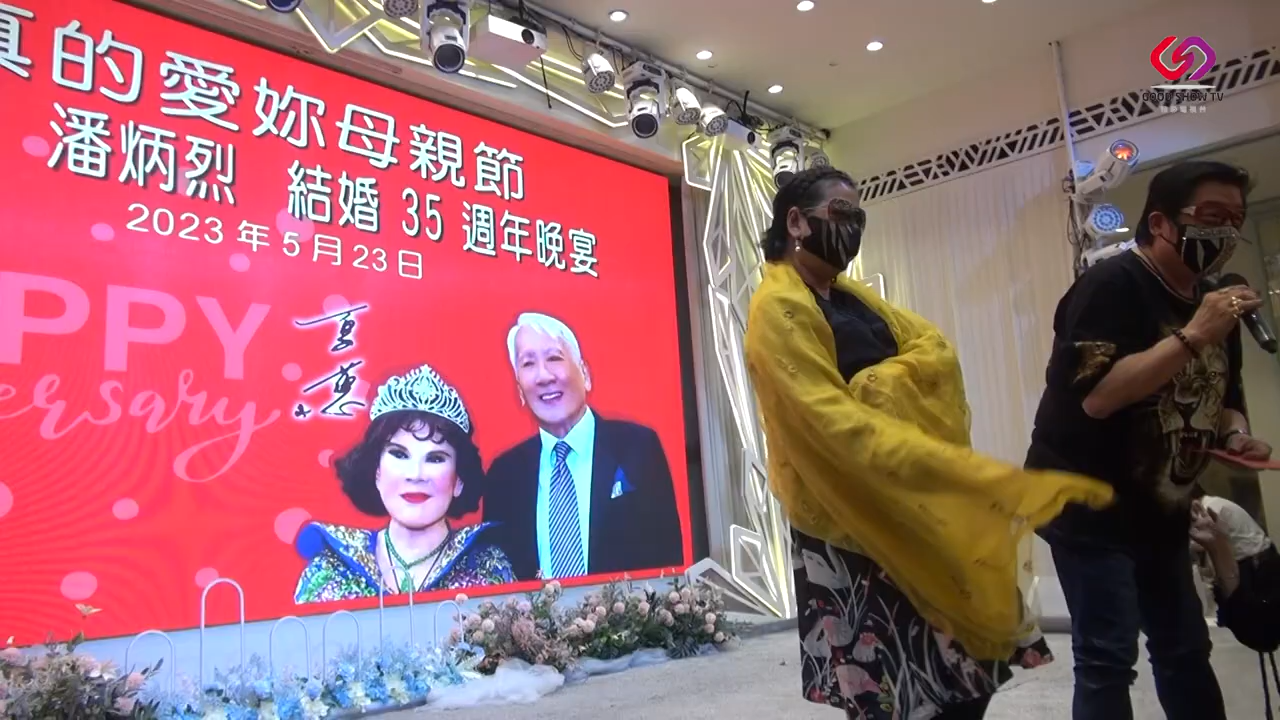 真的愛妳母親節
潘炳烈 結婚 35 週年晚宴
2023 年 5 月 23 日
PPY
ersary
GOOD SHOW TV